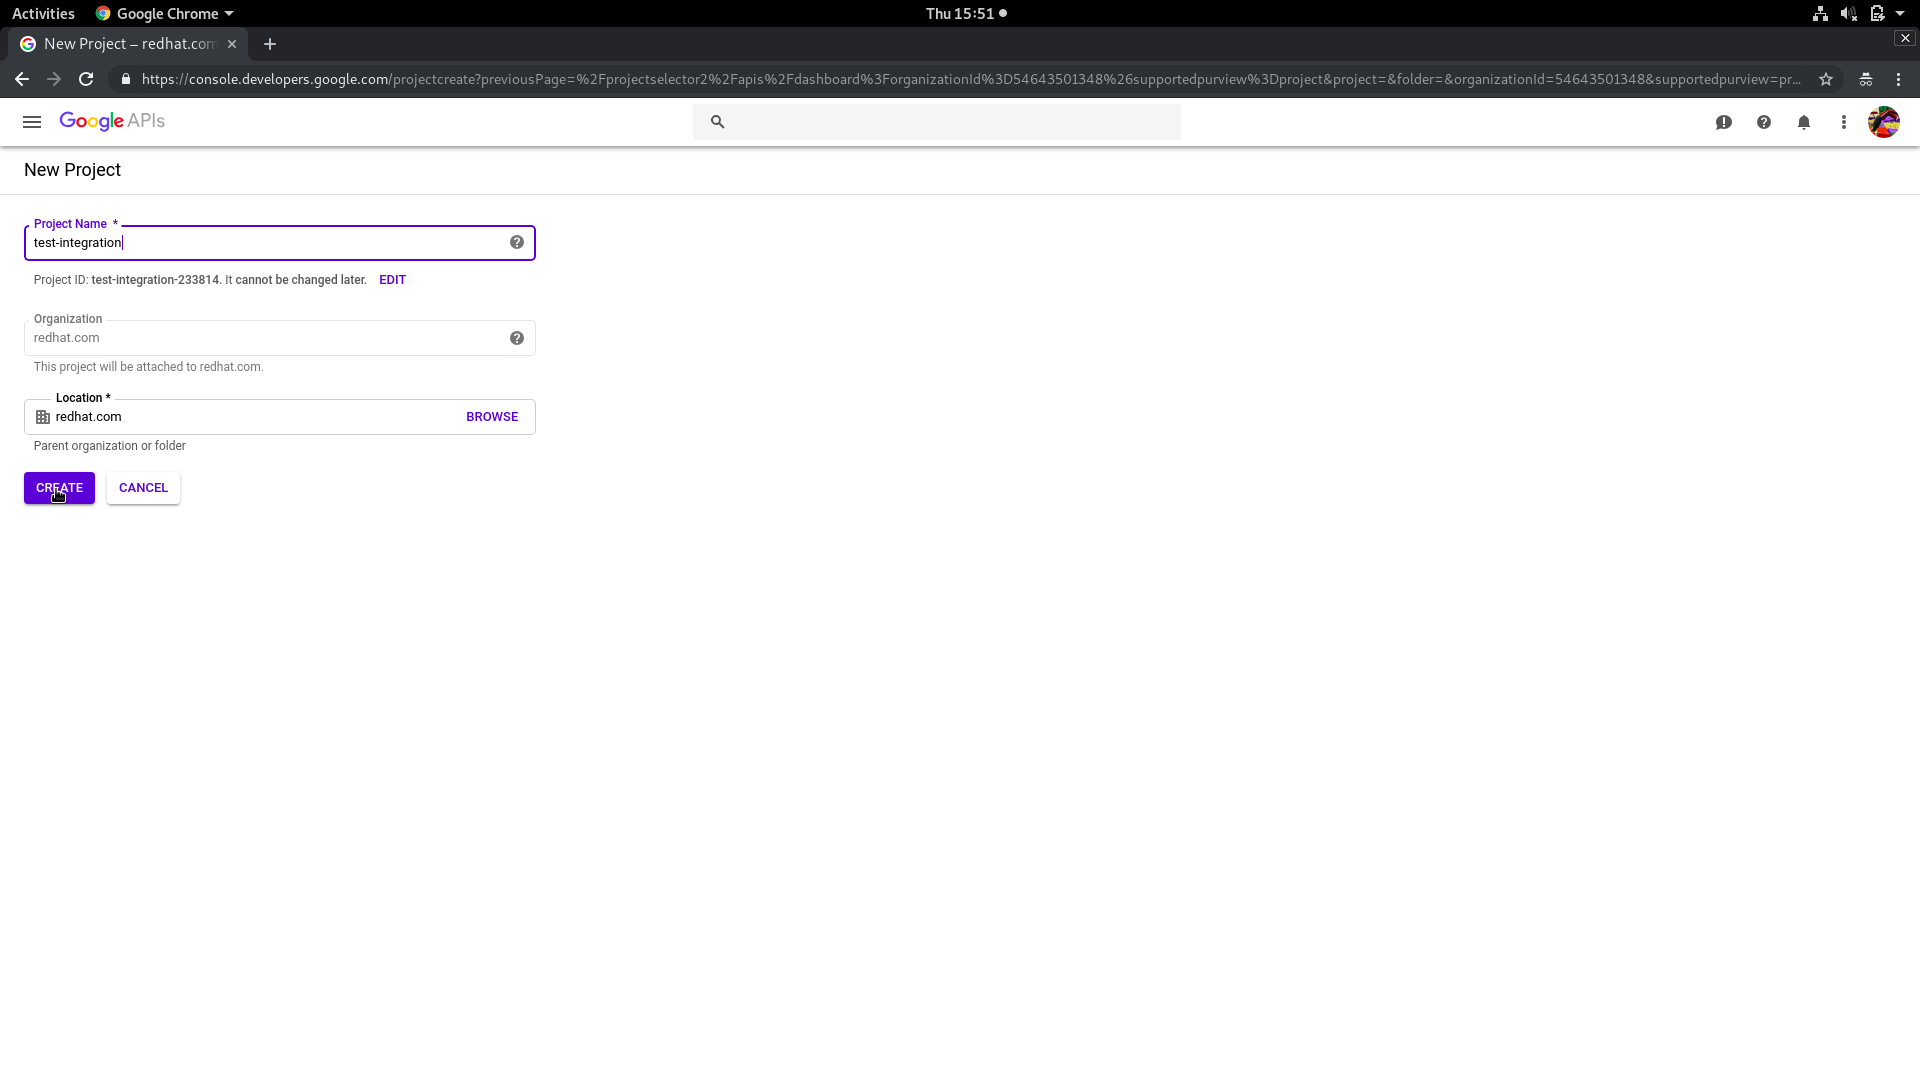 Activities Google Chrome Thu 15:51
New Project – redhat.com
https://console.developers.google.com/projectcreate?previousPage=%2Fprojectselector2%2Fapis%2Fdashboard%3ForganizationId%3D54643501348%26supportedpurview%3Dproject&project=&folder=&organizationId=54643501348&supportedpurview=pr...
Google APIs
New Project
Project Name *
test-integration
Project ID: test-integration-233814. It cannot be changed later. EDIT
Organization
redhat.com
This project will be attached to redhat.com.
Location *
redhat.com BROWSE
Parent organization or folder
CREATE CANCEL